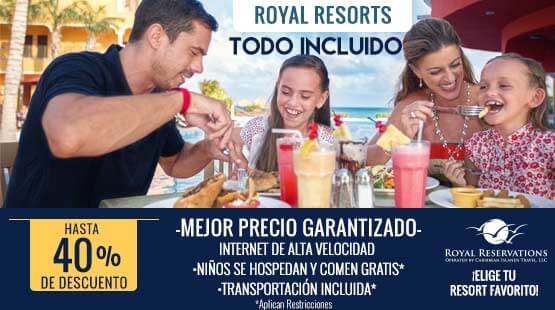 ROYAL RESORTS
TODO INCLUIDO
HASTA
40%
DE DESCUENTO
-MEJOR PRECIO GARANTIZADO-
INTERNET DE ALTA VELOCIDAD
•NIÑOS SE HOSPEDAN Y COMEN GRATIS*
•TRANSPORTACIÓN INCLUIDA*
*Aplican Restricciones
ROYAL RESERVATIONS
OPERATED BY CARIBBEAN ISLANDS TRAVEL, LLC
¡ELIGE TU
RESORT FAVORITO!